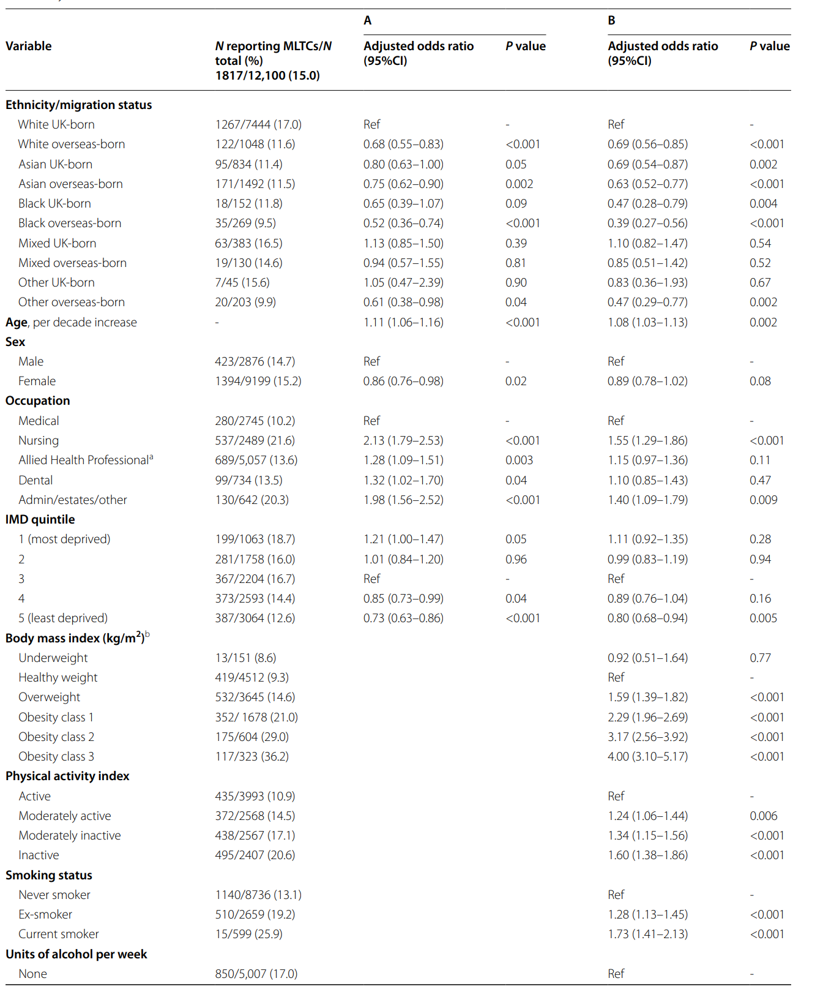 A B
Variable N reporting MLTCs/N Adjusted odds ratio P value Adjusted odds ratio P value
total (%) (95%CI) (95%CI)
1817/12,100 (15.0)
Ethnicity/migration status
White UK-born 1267/7444 (17.0) Ref - Ref -
White overseas-born 122/1048 (11.6) 0.68 (0.55–0.83) <0.001 0.69 (0.56–0.85) <0.001
Asian UK-born 95/834 (11.4) 0.80 (0.63–1.00) 0.05 0.69 (0.54–0.87) 0.002
Asian overseas-born 171/1492 (11.5) 0.75 (0.62–0.90) 0.002 0.63 (0.52–0.77) <0.001
Black UK-born 18/152 (11.8) 0.65 (0.39–1.07) 0.09 0.47 (0.28–0.79) 0.004
Black overseas-born 35/269 (9.5) 0.52 (0.36–0.74) <0.001 0.39 (0.27–0.56) <0.001
Mixed UK-born 63/383 (16.5) 1.13 (0.85–1.50) 0.39 1.10 (0.82–1.47) 0.54
Mixed overseas-born 19/130 (14.6) 0.94 (0.57–1.55) 0.81 0.85 (0.51–1.42) 0.52
Other UK-born 7/45 (15.6) 1.05 (0.47–2.39) 0.90 0.83 (0.36–1.93) 0.67
Other overseas-born 20/203 (9.9) 0.61 (0.38–0.98) 0.04 0.47 (0.29–0.77) 0.002
Age, per decade increase - 1.11 (1.06–1.16) <0.001 1.08 (1.03–1.13) 0.002
Sex
Male 423/2876 (14.7) Ref - Ref -
Female 1394/9199 (15.2) 0.86 (0.76–0.98) 0.02 0.89 (0.78–1.02) 0.08
Occupation
Medical 280/2745 (10.2) Ref - Ref -
Nursing 537/2489 (21.6) 2.13 (1.79–2.53) <0.001 1.55 (1.29–1.86) <0.001
Allied Health Professionalᵃ 689/5,057 (13.6) 1.28 (1.09–1.51) 0.003 1.15 (0.97–1.36) 0.11
Dental 99/734 (13.5) 1.32 (1.02–1.70) 0.04 1.10 (0.85–1.43) 0.47
Admin/estates/other 130/642 (20.3) 1.98 (1.56–2.52) <0.001 1.40 (1.09–1.79) 0.009
IMD quintile
1 (most deprived) 199/1063 (18.7) 1.21 (1.00–1.47) 0.05 1.11 (0.92–1.35) 0.28
2 281/1758 (16.0) 1.01 (0.84–1.20) 0.96 0.99 (0.83–1.19) 0.94
3 367/2204 (16.7) Ref - Ref -
4 373/2593 (14.4) 0.85 (0.73–0.99) 0.04 0.89 (0.76–1.04) 0.16
5 (least deprived) 387/3064 (12.6) 0.73 (0.63–0.86) <0.001 0.80 (0.68–0.94) 0.005
Body mass index (kg/m²)ᵇ
Underweight 13/151 (8.6) 0.92 (0.51–1.64) 0.77
Healthy weight 419/4512 (9.3) Ref -
Overweight 532/3645 (14.6) 1.59 (1.39–1.82) <0.001
Obesity class 1 352/ 1678 (21.0) 2.29 (1.96–2.69) <0.001
Obesity class 2 175/604 (29.0) 3.17 (2.56–3.92) <0.001
Obesity class 3 117/323 (36.2) 4.00 (3.10–5.17) <0.001
Physical activity index
Active 435/3993 (10.9) Ref -
Moderately active 372/2568 (14.5) 1.24 (1.06–1.44) 0.006
Moderately inactive 438/2567 (17.1) 1.34 (1.15–1.56) <0.001
Inactive 495/2407 (20.6) 1.60 (1.38–1.86) <0.001
Smoking status
Never smoker 1140/8736 (13.1) Ref -
Ex-smoker 510/2659 (19.2) 1.28 (1.13–1.45) <0.001
Current smoker 15/599 (25.9) 1.73 (1.41–2.13) <0.001
Units of alcohol per week
None 850/5,007 (17.0) Ref -